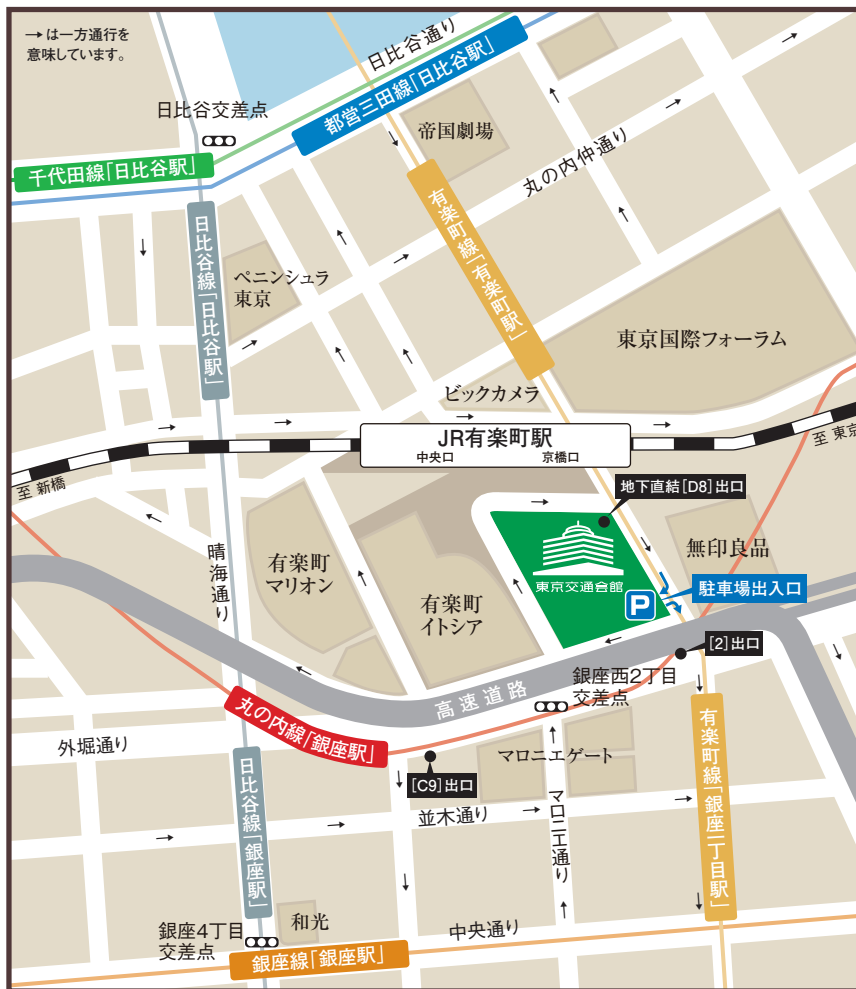 →は一方通行を
意味しています。
日比谷通り
都営三田線「日比谷駅」
日比谷交差点
帝国劇場
千代田線「日比谷駅」
丸の内仲通り
有楽町線「有楽町駅」
日比谷線「日比谷駅」
ペニンシュラ
東京
東京国際フォーラム
ビックカメラ
JR有楽町駅
中央口
京橋口
至 東京
至 新橋
地下直結[D8]出口
晴海通り
有楽町
マリオン
有楽町
イトシア
東京交通会館
無印良品
P
駐車場出入口
[2]出口
高速道路
銀座西2丁目
交差点
丸の内線「銀座駅」
外堀通り
マロニエゲート
[C9]出口
並木通り
マロニエ通り
有楽町線「銀座一丁目駅」
日比谷線「銀座駅」
和光
銀座4丁目
交差点
中央通り
銀座線「銀座駅」